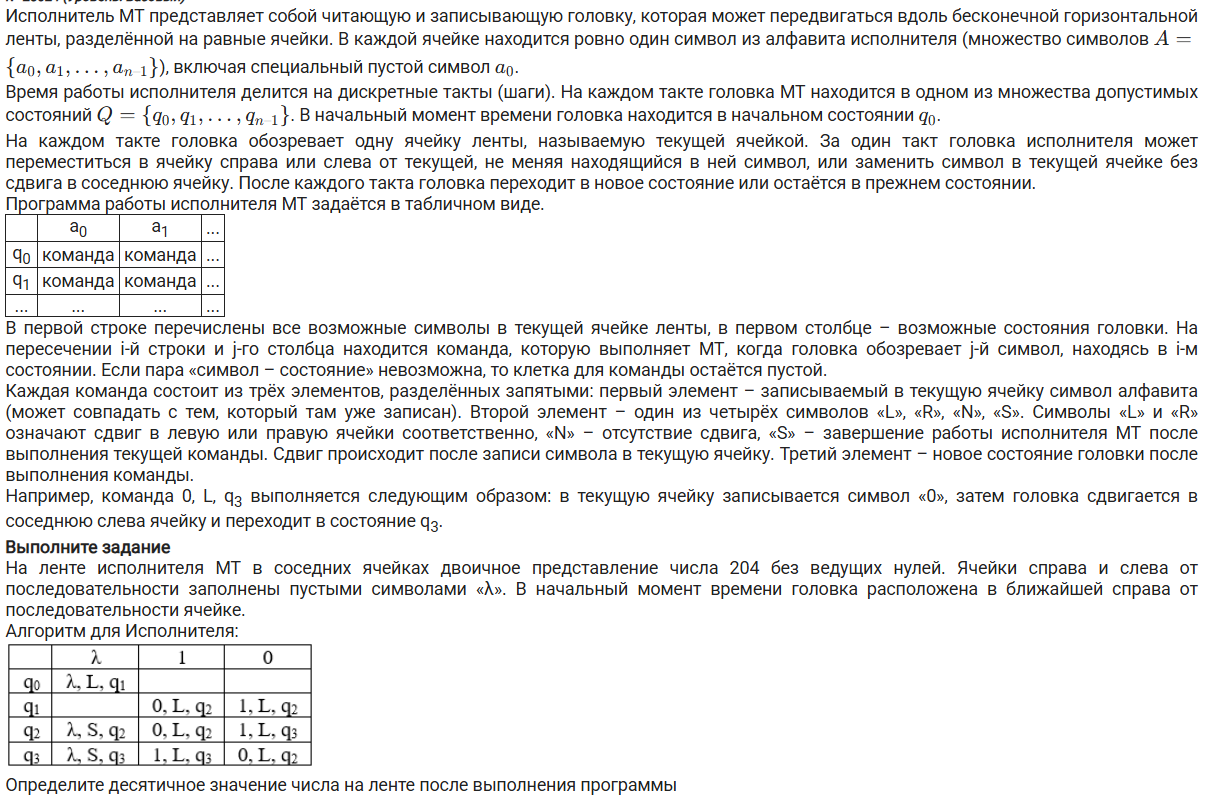 Исполнитель МТ представляет собой читающую и записывающую головку, которая может передвигаться вдоль бесконечной горизонтальной
ленты, разделённой на равные ячейки. В каждой ячейке находится ровно один символ из алфавита исполнителя (множество символов A =
{a₀, a₁, . . . , aₙ₋₁}), включая специальный пустой символ a₀.
Время работы исполнителя делится на дискретные такты (шаги). На каждом такте головка МТ находится в одном из множества допустимых
состояний Q = {q₀, q₁, . . . , qₙ₋₁}. В начальный момент времени головка находится в начальном состоянии q₀.
На каждом такте головка обозревает одну ячейку ленты, называемую текущей ячейкой. За один такт головка исполнителя может
переместиться в ячейку справа или слева от текущей, не меняя находящийся в ней символ, или заменить символ в текущей ячейке без
сдвига в соседнюю ячейку. После каждого такта головка переходит в новое состояние или остаётся в прежнем состоянии.
Программа работы исполнителя МТ задаётся в табличном виде.
a₀ a₁ ...
q₀ команда команда ...
q₁ команда команда ...
... ... ... ...
В первой строке перечислены все возможные символы в текущей ячейке ленты, в первом столбце – возможные состояния головки. На
пересечении i-й строки и j-го столбца находится команда, которую выполняет МТ, когда головка обозревает j-й символ, находясь в i-м
состоянии. Если пара «символ – состояние» невозможна, то клетка для команды остаётся пустой.
Каждая команда состоит из трёх элементов, разделённых запятыми: первый элемент – записываемый в текущую ячейку символ алфавита
(может совпадать с тем, который там уже записан). Второй элемент – один из четырёх символов «L», «R», «N», «S». Символы «L» и «R»
означают сдвиг в левую или правую ячейки соответственно, «N» – отсутствие сдвига, «S» – завершение работы исполнителя МТ после
выполнения текущей команды. Сдвиг происходит после записи символа в текущую ячейку. Третий элемент – новое состояние головки после
выполнения команды.
Например, команда 0, L, q₃ выполняется следующим образом: в текущую ячейку записывается символ «0», затем головка сдвигается в
соседнюю слева ячейку и переходит в состояние q₃.
Выполните задание
На ленте исполнителя МТ в соседних ячейках двоичное представление числа 204 без ведущих нулей. Ячейки справа и слева от
последовательности заполнены пустыми символами «λ». В начальный момент времени головка расположена в ближайшей справа от
последовательности ячейке.
Алгоритм для Исполнителя:
λ 1 0
q₀ λ, L, q₁
q₁ 0, L, q₂ 1, L, q₂
q₂ λ, S, q₂ 0, L, q₂ 1, L, q₃
q₃ λ, S, q₃ 1, L, q₃ 0, L, q₂
Определите десятичное значение числа на ленте после выполнения программы